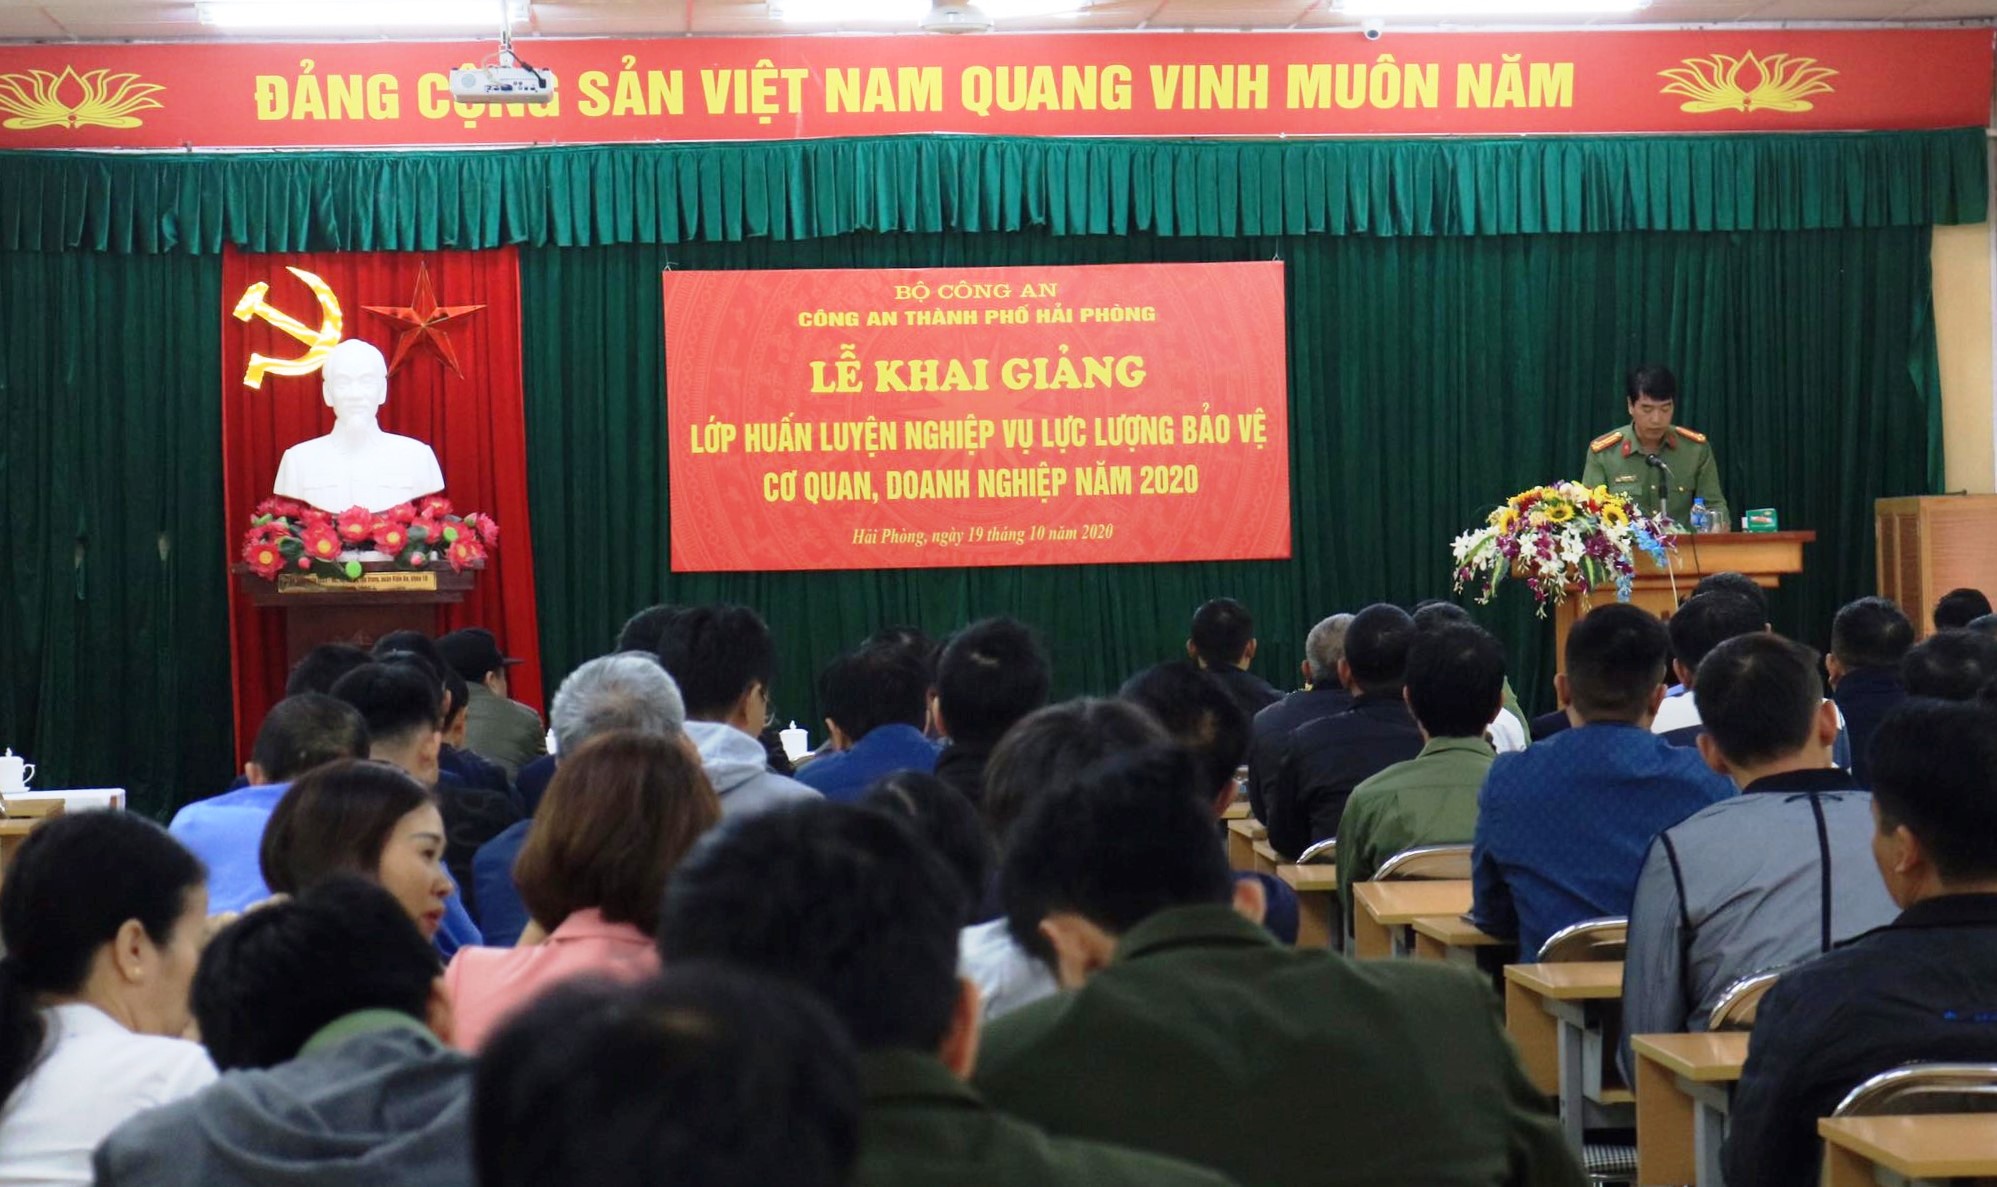 ĐẢNG CỘNG SẢN VIỆT NAM QUANG VINH MUÔN NĂM
BỘ CÔNG AN
CÔNG AN THÀNH PHỐ HẢI PHÒNG
LỄ KHAI GIẢNG
LỚP HUẤN LUYỆN NGHIỆP VỤ LỰC LƯỢNG BẢO VỆ
CƠ QUAN, DOANH NGHIỆP NĂM 2020
Hải Phòng, ngày 19 tháng 10 năm 2020